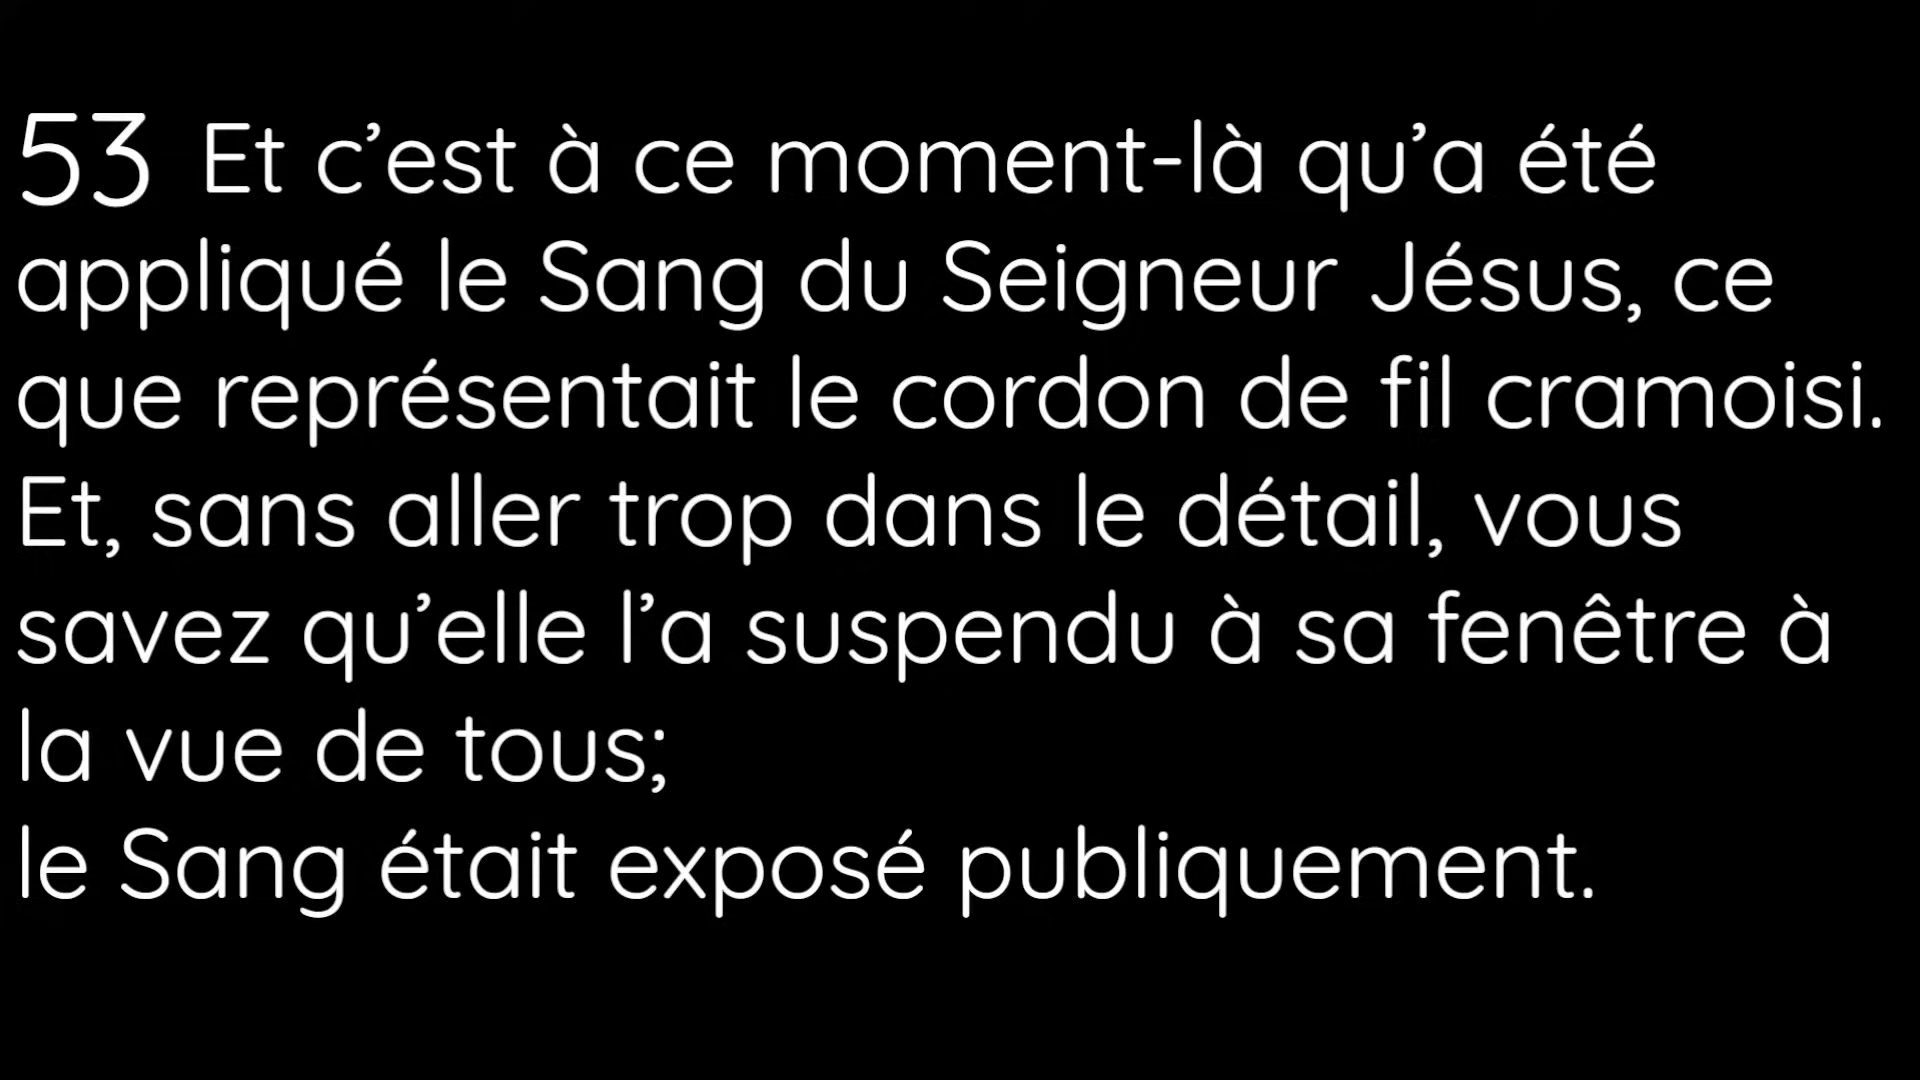 53 Et c’est à ce moment-là qu’a été
appliqué le Sang du Seigneur Jésus, ce
que représentait le cordon de fil cramoisi.
Et, sans aller trop dans le détail, vous
savez qu’elle l’a suspendu à sa fenêtre à
la vue de tous;
le Sang était exposé publiquement.